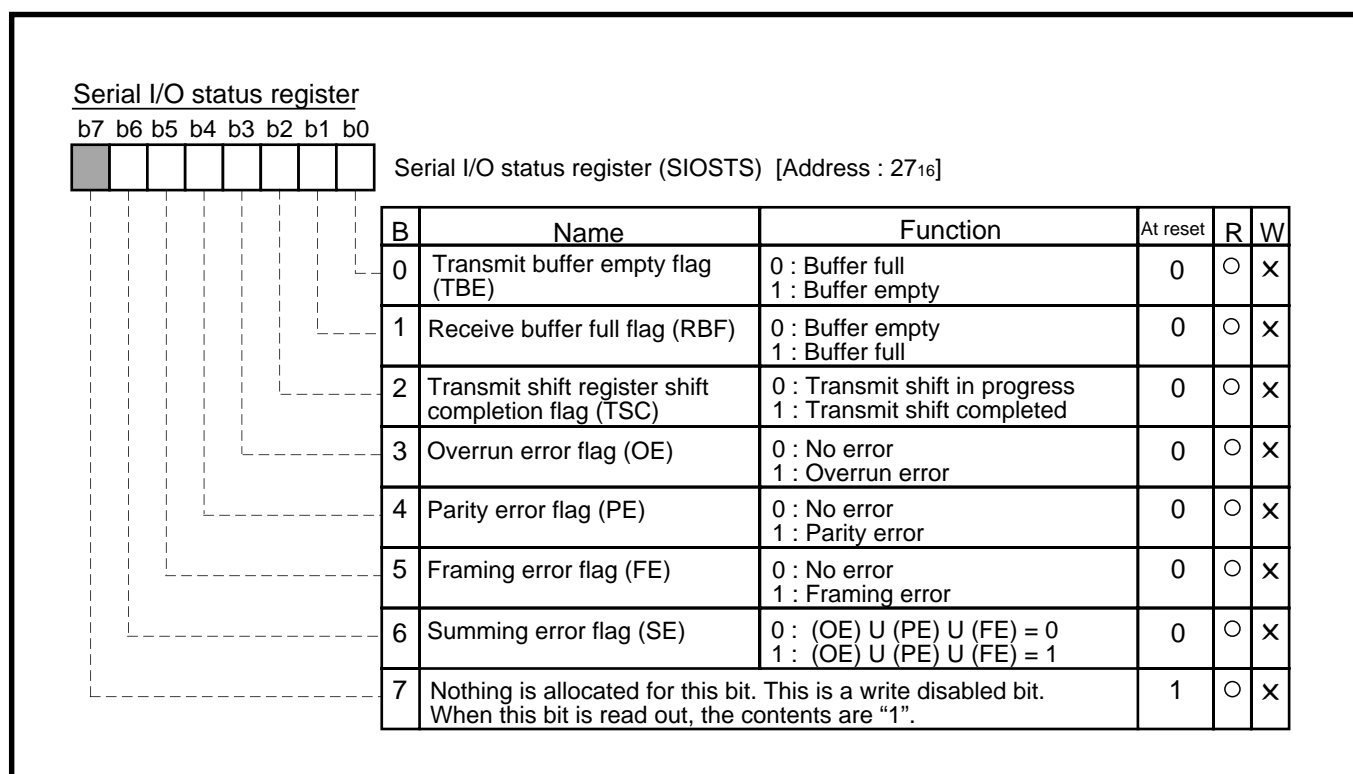 Serial I/O status register
b7 b6 b5 b4 b3 b2 b1 b0
Serial I/O status register (SIOSTS) [Address : 2716]
B Name Function At reset R W
0 Transmit buffer empty flag 0 : Buffer full 0 ○ ×
(TBE) 1 : Buffer empty
1 Receive buffer full flag (RBF) 0 : Buffer empty 0 ○ ×
1 : Buffer full
2 Transmit shift register shift 0 : Transmit shift in progress 0 ○ ×
completion flag (TSC) 1 : Transmit shift completed
3 Overrun error flag (OE) 0 : No error 0 ○ ×
1 : Overrun error
4 Parity error flag (PE) 0 : No error 0 ○ ×
1 : Parity error
5 Framing error flag (FE) 0 : No error 0 ○ ×
1 : Framing error
6 Summing error flag (SE) 0 : (OE) U (PE) U (FE) = 0 0 ○ ×
1 : (OE) U (PE) U (FE) = 1
7 Nothing is allocated for this bit. This is a write disabled bit. 1 ○ ×
When this bit is read out, the contents are “1”.